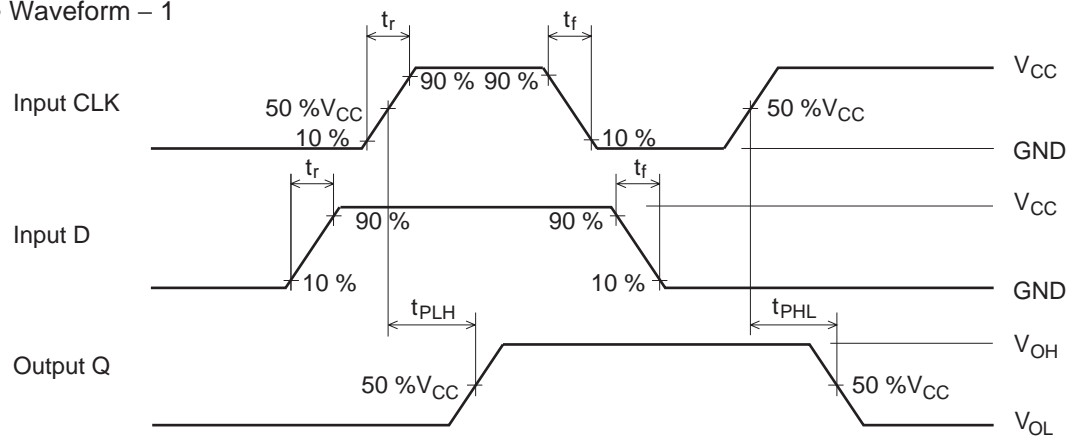 Waveform – 1
tr
tf
VCC
90 % 90 %
Input CLK
50 %VCC
50 %VCC
10 %
10 %
GND
tr
tf
VCC
90 %
90 %
Input D
10 %
10 %
GND
tPLH
tPHL
VOH
Output Q
50 %VCC
50 %VCC
VOL